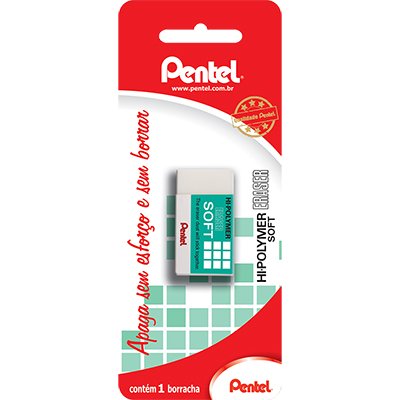 Pentel
www.pentel.com.br
Qualidade Pentel
Apaga sem esforço e sem borrar
HI-POLYMER ERASER
SOFT
HI-POLYMER
ERASER
SOFT
Pentel
contém 1 borracha
Pentel